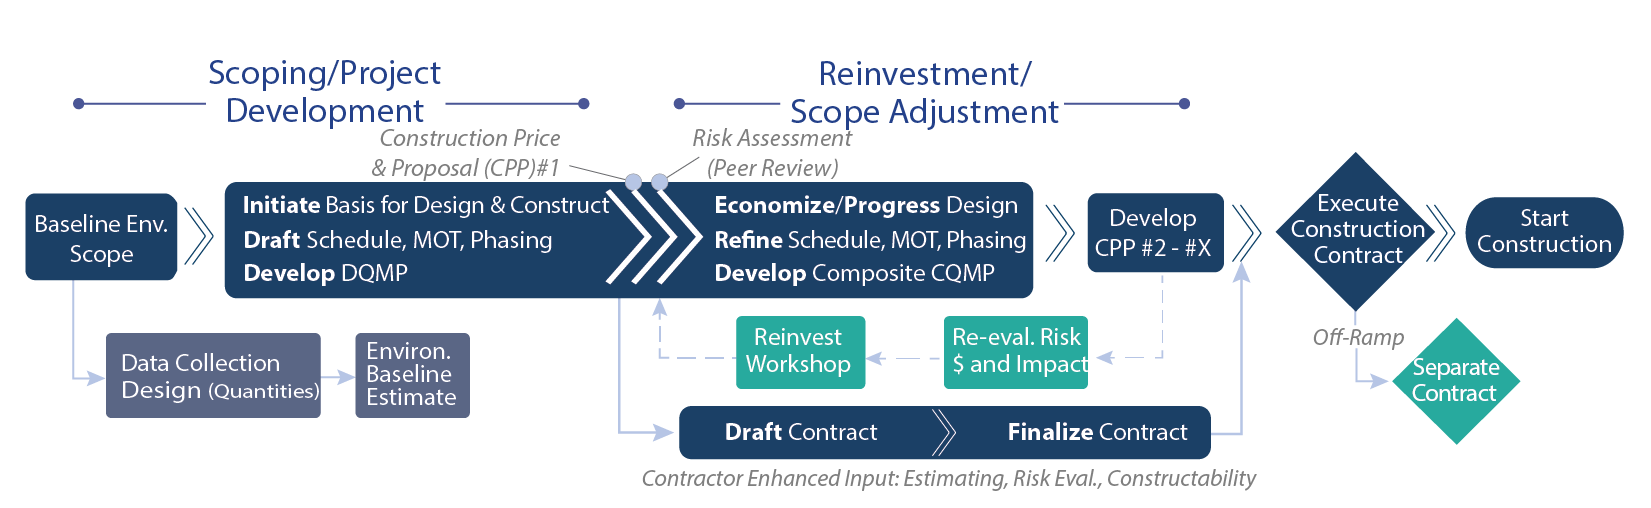 Scoping/Project
Development
Reinvestment/
Scope Adjustment
Construction Price
& Proposal (CPP)#1
Risk Assessment
(Peer Review)
Baseline Env.
Scope
Initiate Basis for Design & Construct
Draft Schedule, MOT, Phasing
Develop DQMP
Economize/Progress Design
Refine Schedule, MOT, Phasing
Develop Composite CQMP
Develop
CPP #2 - #X
Execute
Construction
Contract
Start
Construction
Data Collection
Design (Quantities)
Environ.
Baseline
Estimate
Reinvest
Workshop
Re-eval. Risk
$ and Impact
Off-Ramp
Separate
Contract
Draft Contract
Finalize Contract
Contractor Enhanced Input: Estimating, Risk Eval., Constructability